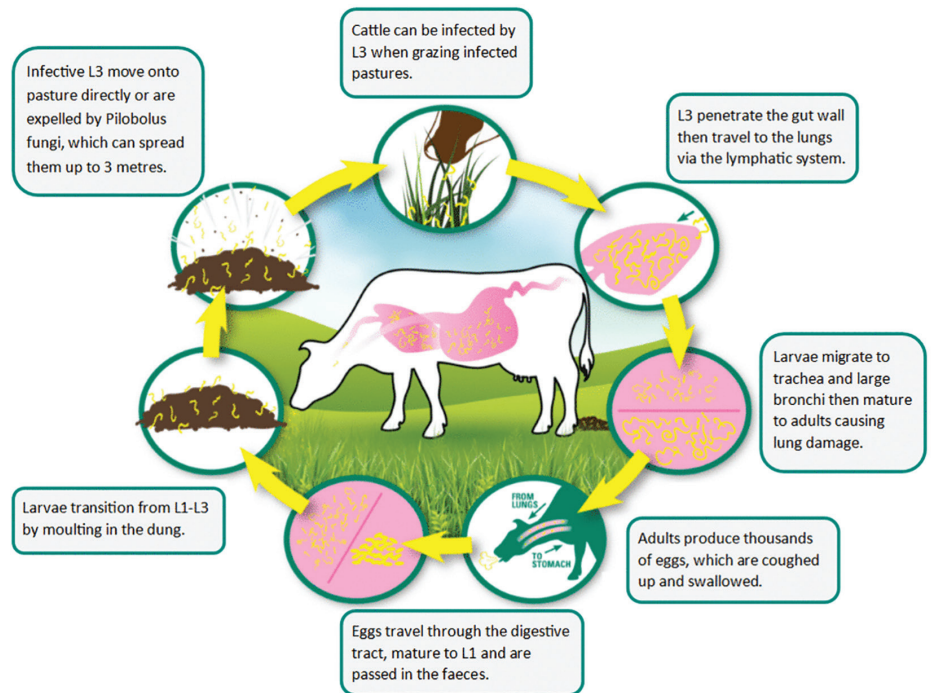 Cattle can be infected by
L3 when grazing infected
pastures.
L3 penetrate the gut wall
then travel to the lungs
via the lymphatic system.
Larvae migrate to
trachea and large
bronchi then mature
to adults causing
lung damage.
Adults produce thousands
of eggs, which are coughed
up and swallowed.
FROM
LUNGS
TO
STOMACH
Eggs travel through the digestive
tract, mature to L1 and are
passed in the faeces.
Larvae transition from L1-L3
by moulting in the dung.
Infective L3 move onto
pasture directly or are
expelled by Pilobolus
fungi, which can spread
them up to 3 metres.